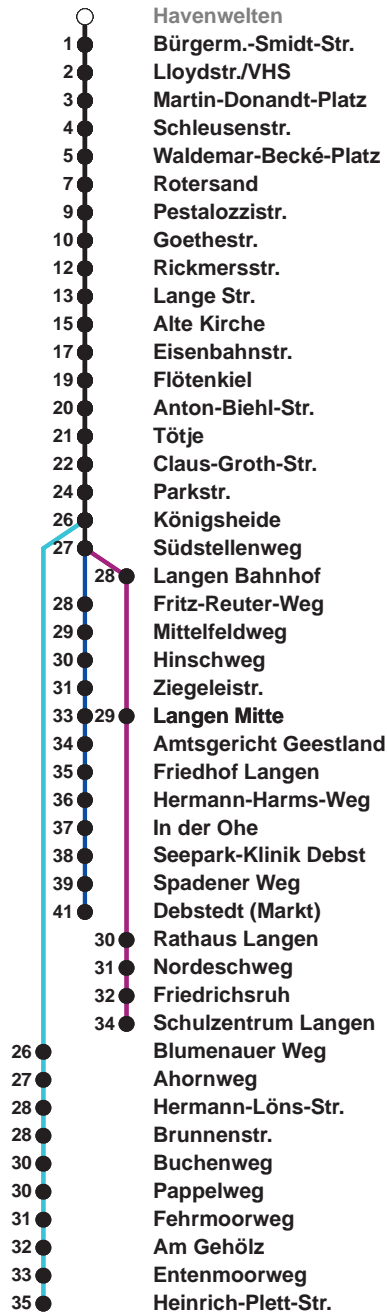 Havenwelten
1 Bürgerm.-Smidt-Str.
2 Lloydstr./VHS
3 Martin-Donandt-Platz
4 Schleusenstr.
5 Waldemar-Becké-Platz
7 Rotersand
9 Pestalozzistr.
10 Goethestr.
12 Rickmersstr.
13 Lange Str.
15 Alte Kirche
17 Eisenbahnstr.
19 Flötenkiel
20 Anton-Biehl-Str.
21 Tötje
22 Claus-Groth-Str.
24 Parkstr.
26 Königsheide
27 Südstellenweg
28 Langen Bahnhof
28 Fritz-Reuter-Weg
29 Mittelfeldweg
30 Hinschweg
31 Ziegeleistr.
33 29 Langen Mitte
34 Amtsgericht Geestland
35 Friedhof Langen
36 Hermann-Harms-Weg
37 In der Ohe
38 Seepark-Klinik Debst
39 Spadener Weg
41 Debstedt (Markt)
30 Rathaus Langen
31 Nordeschweg
32 Friedrichsruh
34 Schulzentrum Langen
26 Blumenauer Weg
27 Ahornweg
28 Hermann-Löns-Str.
28 Brunnenstr.
30 Buchenweg
30 Pappelweg
31 Fehrmoorweg
32 Am Gehölz
33 Entenmoorweg
35 Heinrich-Plett-Str.